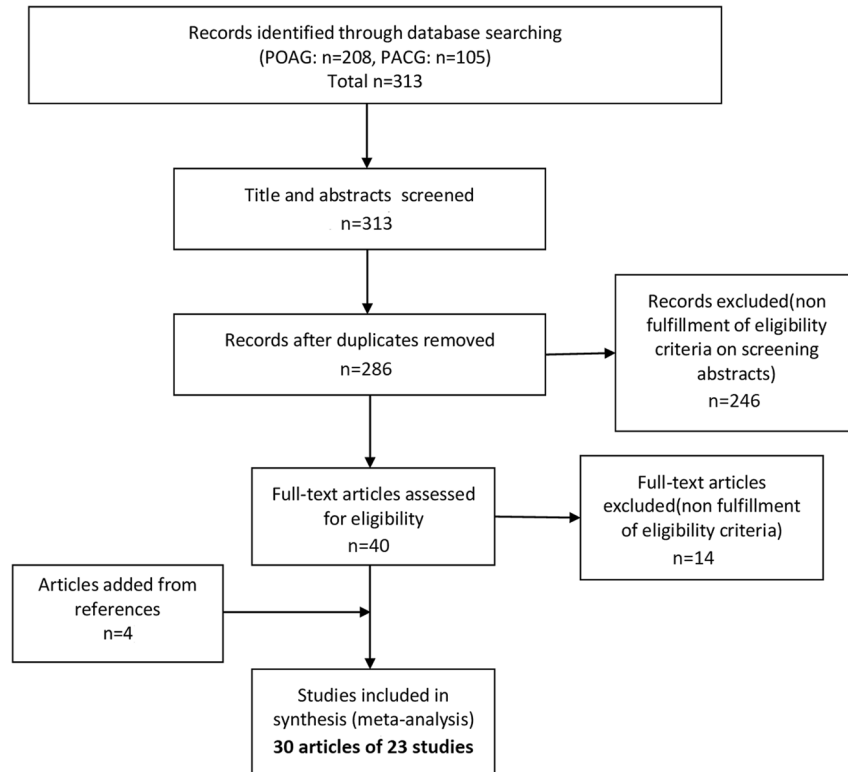 Records identified through database searching
(POAG: n=208, PACG: n=105)
Total n=313
Title and abstracts screened
n=313
Records after duplicates removed
n=286
Records excluded(non
fulfillment of eligibility
criteria on screening
abstracts)
n=246
Full-text articles assessed
for eligibility
n=40
Full-text articles
excluded(non fulfillment
of eligibility criteria)
n=14
Articles added from
references
n=4
Studies included in
synthesis (meta-analysis)
30 articles of 23 studies